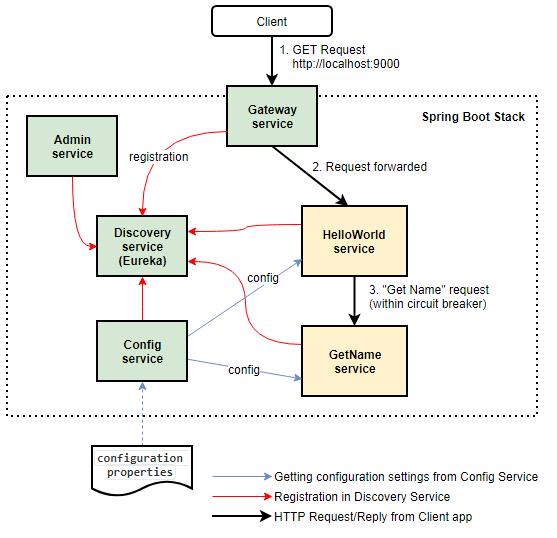 Client
1. GET Request
http://localhost:9000
Gateway
service
Spring Boot Stack
Admin
service
registration
2. Request forwarded
Discovery
service
(Eureka)
HelloWorld
service
config
3. "Get Name" request
(within circuit breaker)
Config
service
config
GetName
service
configuration
properties
Getting configuration settings from Config Service
Registration in Discovery Service
HTTP Request/Reply from Client app